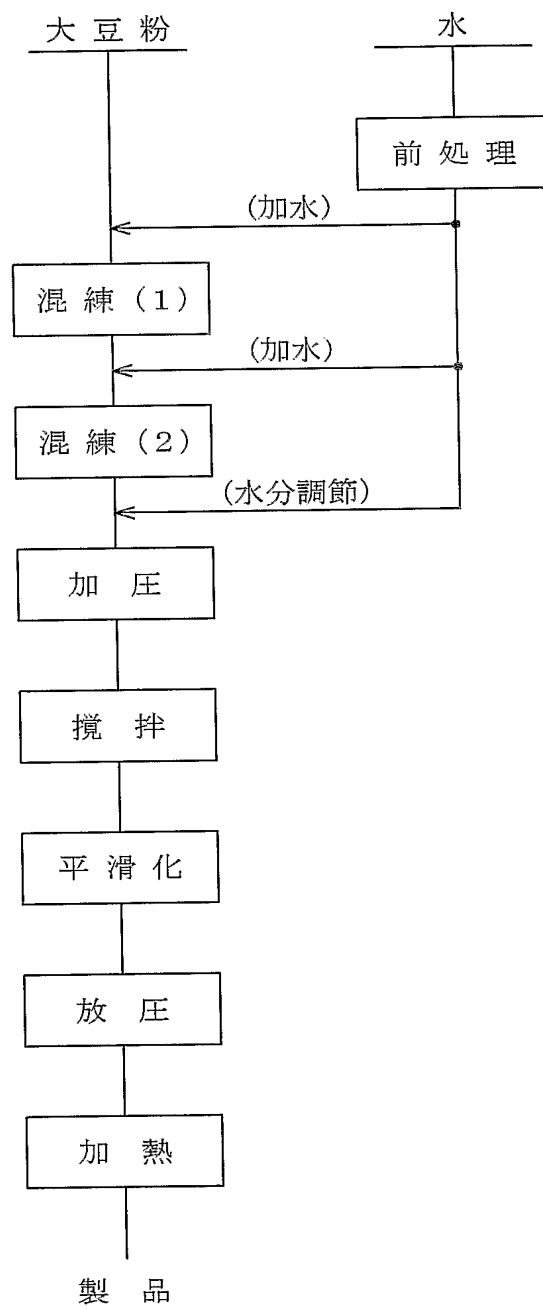 大豆粉
水
前処理
(加水)
混練(1)
(加水)
混練(2)
(水分調節)
加圧
撹拌
平滑化
放圧
加熱
製品